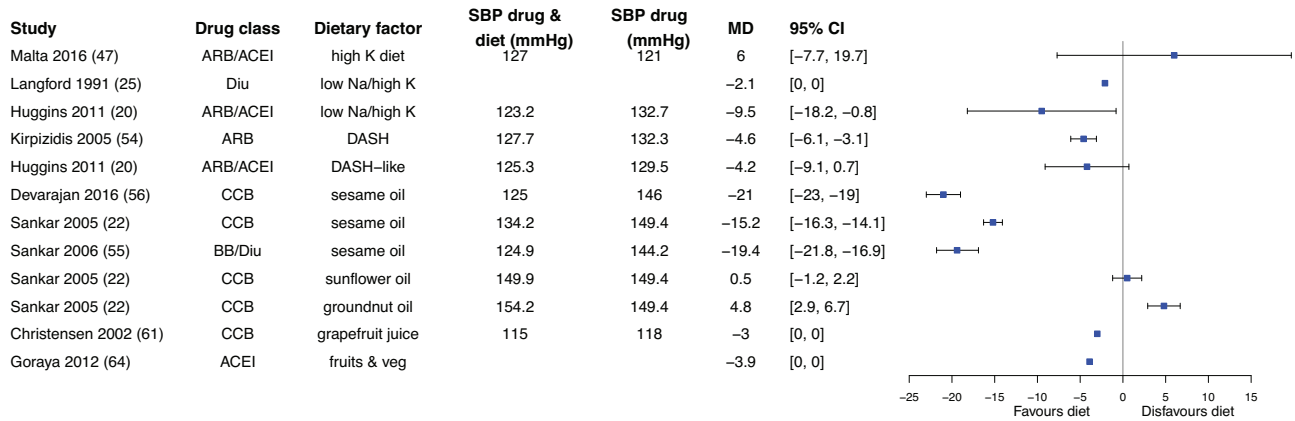 Study Drug class Dietary factor SBP drug & diet (mmHg) SBP drug (mmHg) MD 95% CI
Malta 2016 (47) ARB/ACEI high K diet 127 121 6 [−7.7, 19.7]
Langford 1991 (25) Diu low Na/high K −2.1 [0, 0]
Huggins 2011 (20) ARB/ACEI low Na/high K 123.2 132.7 −9.5 [−18.2, −0.8]
Kirpizidis 2005 (54) ARB DASH 127.7 132.3 −4.6 [−6.1, −3.1]
Huggins 2011 (20) ARB/ACEI DASH−like 125.3 129.5 −4.2 [−9.1, 0.7]
Devarajan 2016 (56) CCB sesame oil 125 146 −21 [−23, −19]
Sankar 2005 (22) CCB sesame oil 134.2 149.4 −15.2 [−16.3, −14.1]
Sankar 2006 (55) BB/Diu sesame oil 124.9 144.2 −19.4 [−21.8, −16.9]
Sankar 2005 (22) CCB sunflower oil 149.9 149.4 0.5 [−1.2, 2.2]
Sankar 2005 (22) CCB groundnut oil 154.2 149.4 4.8 [2.9, 6.7]
Christensen 2002 (61) CCB grapefruit juice 115 118 −3 [0, 0]
Goraya 2012 (64) ACEI fruits & veg −3.9 [0, 0]
−25 −20 −15 −10 −5 0 5 10 15
Favours diet Disfavours diet